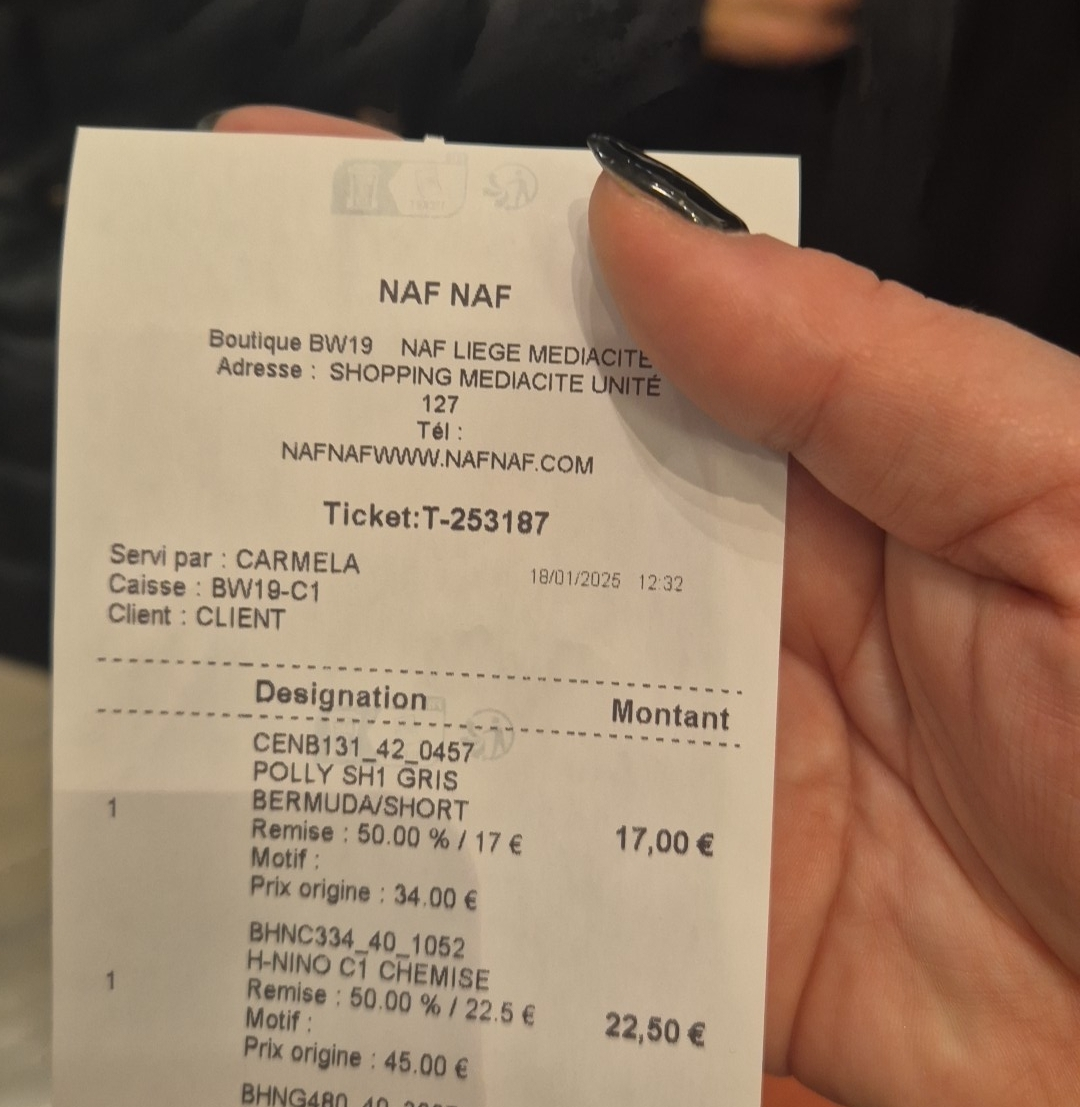 NAF NAF
Boutique BW19 NAF LIEGE MEDIACITE
Adresse : SHOPPING MEDIACITE UNITÉ
127
Tél :
NAFNAFWWW.NAFNAF.COM
Ticket:T-253187
Servi par : CARMELA
18/01/2025 12:32
Caisse : BW19-C1
Client : CLIENT
Designation Montant
CENB131_42_0457
POLLY SH1 GRIS
1 BERMUDA/SHORT
Remise : 50.00 % / 17 € 17,00 €
Motif :
Prix origine : 34.00 €
BHNC334_40_1052
1 H-NINO C1 CHEMISE
Remise : 50.00 % / 22.5 € 22,50 €
Motif :
Prix origine : 45.00 €